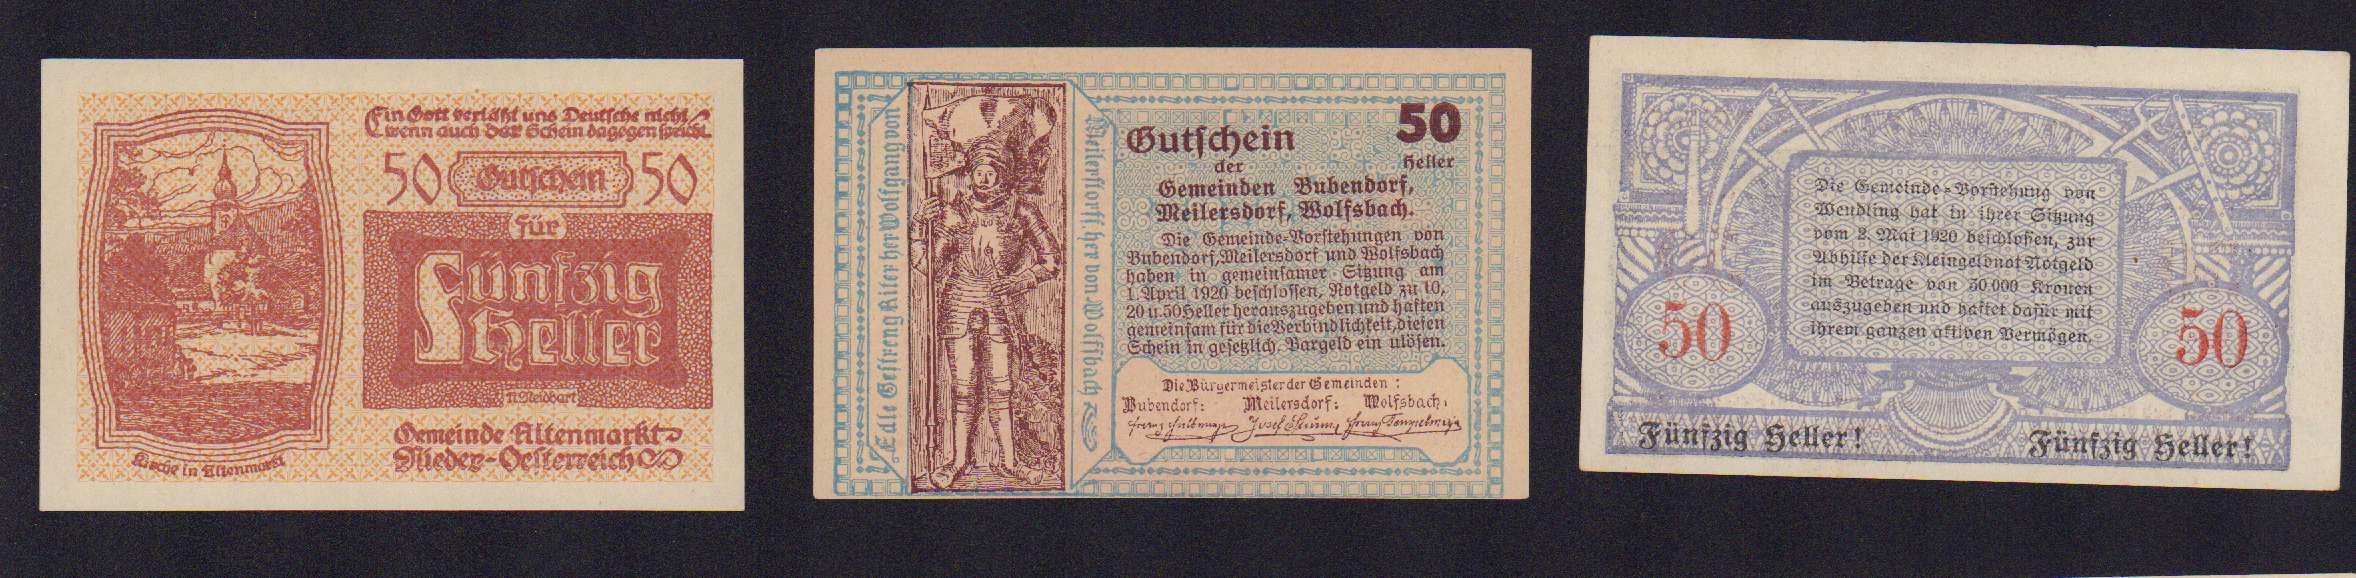 Ein Gott verläßt uns Deutsche nicht
wenn auch der Schein dagegen spricht.
50 Gutschein 50
für
Fünfzig
Heller
Gemeinde Altenmarkt
Nieder-Oesterreich
Kirche in Altenmarkt
Edle Gestreng Riter her Wolfgang von
Meilerstorff herr von Wolffsbach
Gutschein
50
Heller
der
Gemeinden Bubendorf,
Meilersdorf, Wolfsbach.
Die Gemeinde-Vorstehungen von
Bubendorf, Meilersdorf und Wolfsbach
haben in gemeinsamer Sitzung am
1. April 1920 beschlossen, Notgeld zu 10,
20 u. 50 Heller herauszugeben und haften
gemeinsam für die Verbindlichkeit, diesen
Schein in gesetzlich. Bargeld ein ulösen.
Die Bürgermeister der Gemeinden :
Bubendorf: Meilersdorf: Wolfsbach:
Die Gemeinde-Vorstehung von
Wendling hat in ihrer Sitzung
vom 2. Mai 1920 beschlossen, zur
Abhilfe der Kleingeldnot Notgeld
im Betrage von 30.000 Kronen
auszugeben und haftet dafür mit
ihrem ganzen aktiven Vermögen.
50
50
Fünfzig Heller!
Fünfzig Heller!